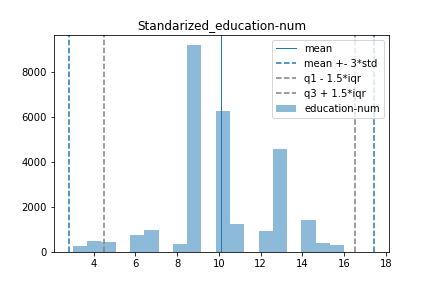 Standarized_education-num
mean
mean +- 3*std
q1 - 1.5*iqr
q3 + 1.5*iqr
education-num
8000
6000
4000
2000
0
4 6 8 10 12 14 16 18